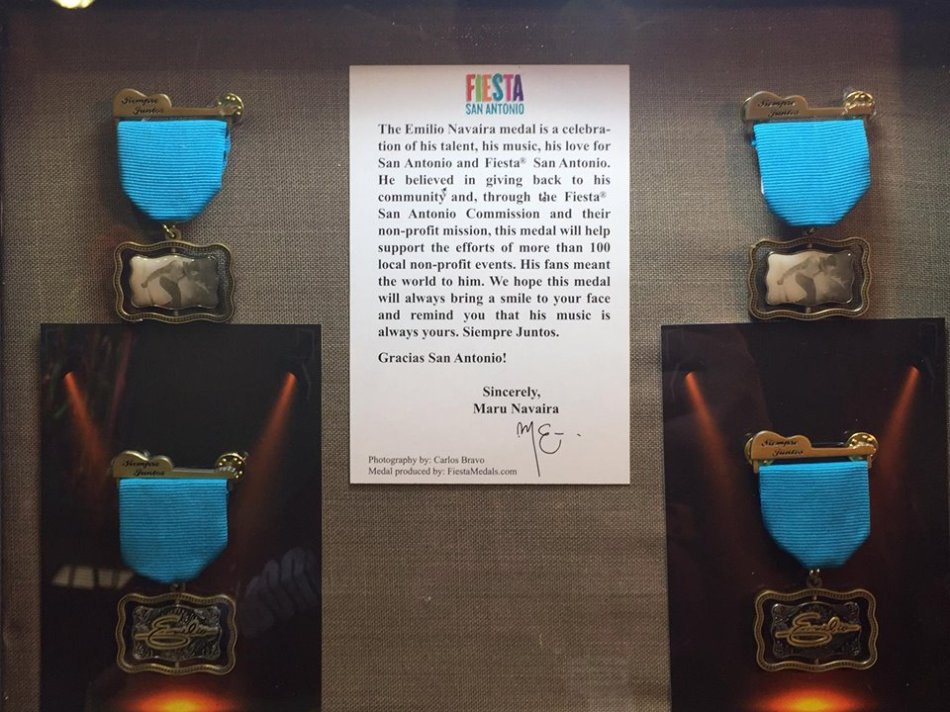 Siempre
Juntos
Siempre
Juntos
FIESTA
SAN ANTONIO
The Emilio Navaira medal is a celebra-
tion of his talent, his music, his love for
San Antonio and Fiesta® San Antonio.
He believed in giving back to his
community and, through the Fiesta®
San Antonio Commission and their
non-profit mission, this medal will help
support the efforts of more than 100
local non-profit events. His fans meant
the world to him. We hope this medal
will always bring a smile to your face
and remind you that his music is
always yours. Siempre Juntos.
Gracias San Antonio!
Sincerely,
Maru Navaira
Photography by: Carlos Bravo
Medal produced by: FiestaMedals.com
Siempre
Juntos
Emilio
Siempre
Juntos
Emilio